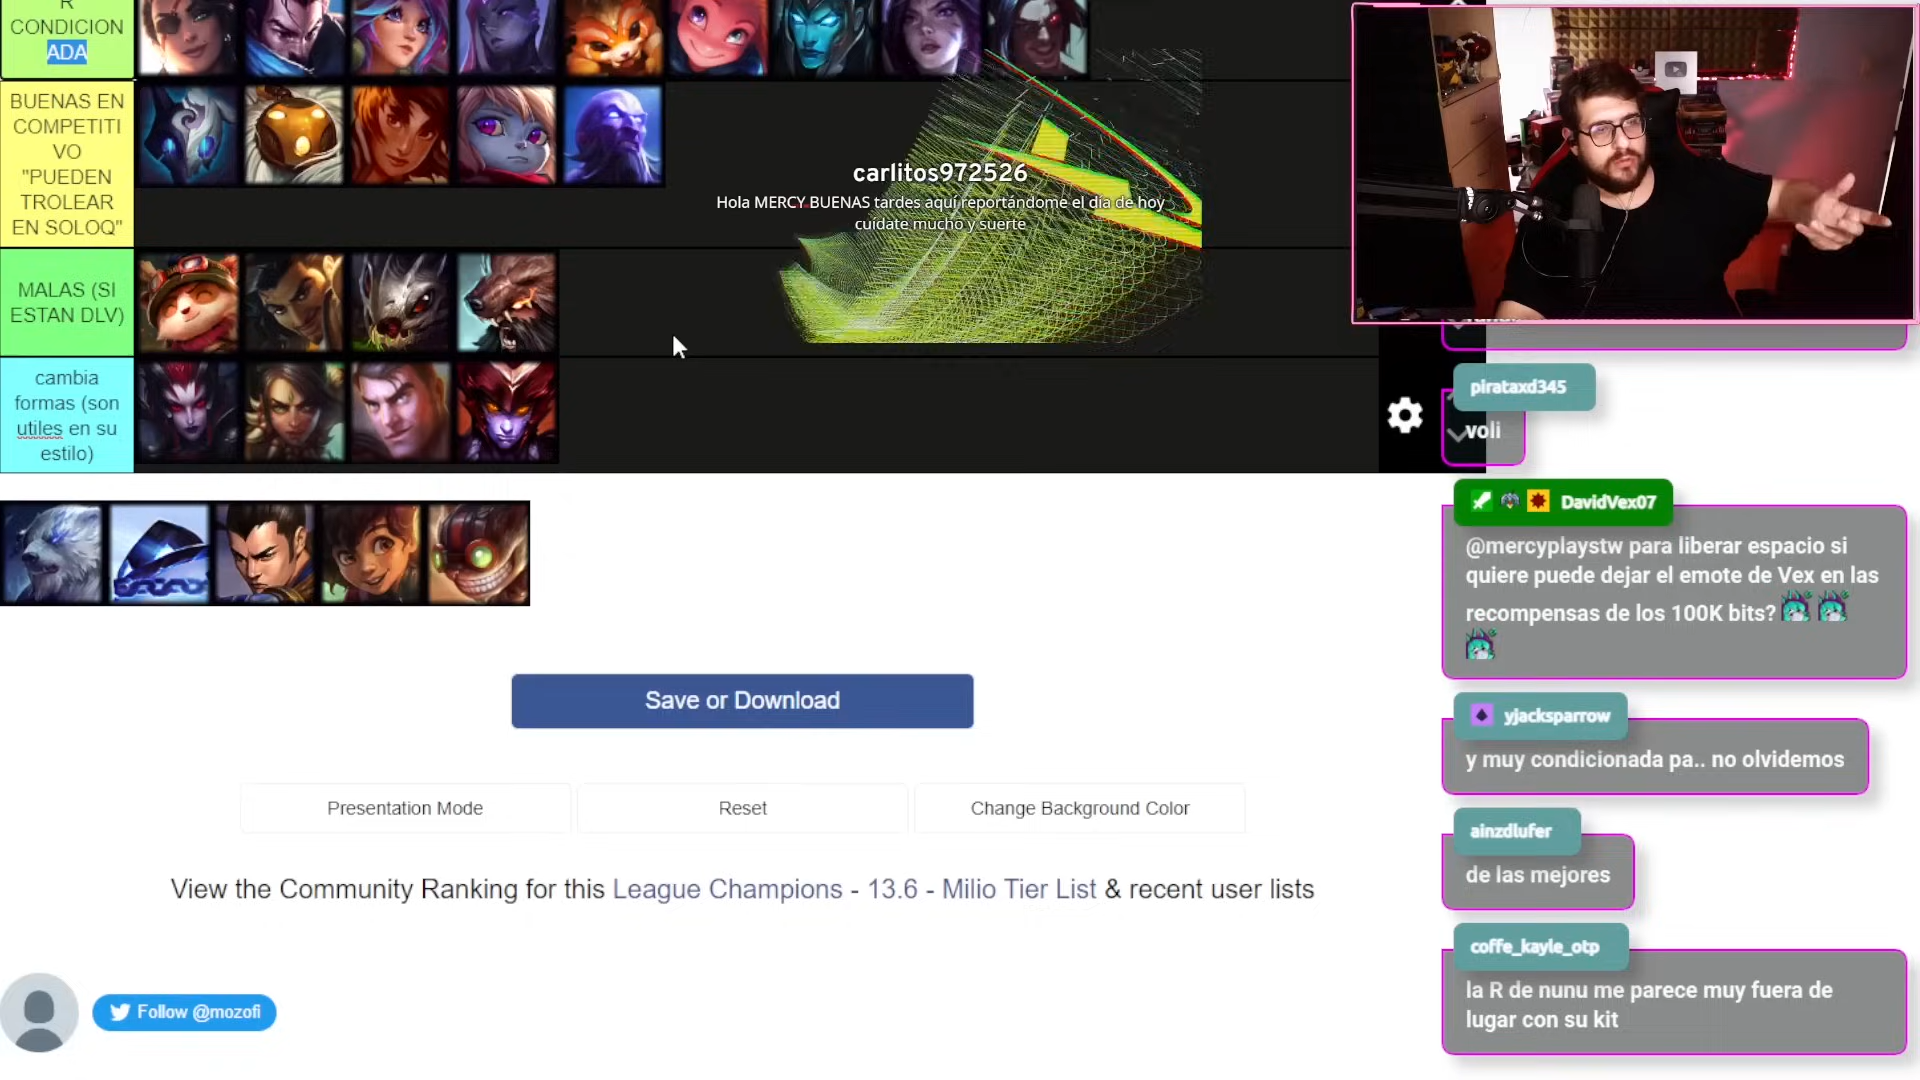 R
CONDICION
ADA
BUENAS EN
COMPETITI
VO
"PUEDEN
TROLEAR
EN SOLOQ"
carlitos972526
Hola MERCY BUENAS tardes aquí reportándome el día de hoy
cuídate mucho y suerte
MALAS (SI
ESTAN DLV)
cambia
formas (son
utiles en su
estilo)
Save or Download
Presentation Mode
Reset
Change Background Color
View the Community Ranking for this League Champions - 13.6 - Milio Tier List & recent user lists
Follow @mozofi
pirataxd345
voli
DavidVex07
@mercyplaystw para liberar espacio si
quiere puede dejar el emote de Vex en las
recompensas de los 100K bits?
yjacksparrow
y muy condicionada pa.. no olvidemos
ainzdlufer
de las mejores
coffe_kayle_otp
la R de nunu me parece muy fuera de
lugar con su kit